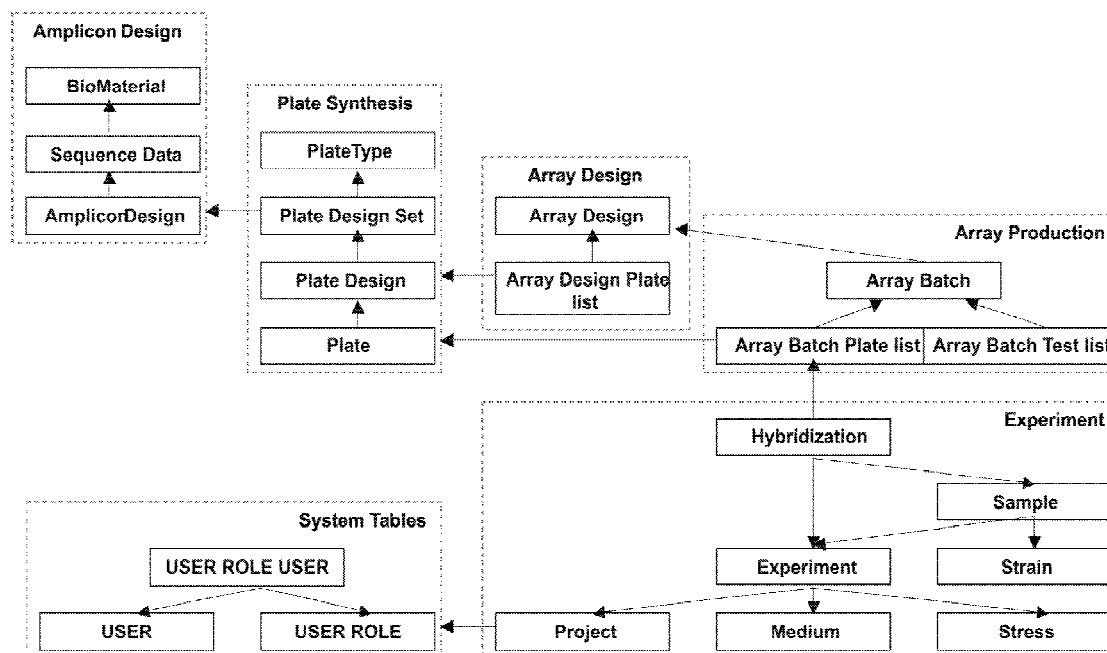 Amplicon Design
BioMaterial
Sequence Data
AmpliconDesign
Plate Synthesis
PlateType
Plate Design Set
Plate Design
Plate
Array Design
Array Design
Array Design Plate
list
Array Production
Array Batch
Array Batch Plate list
Array Batch Test list
Experiment
Hybridization
Sample
Experiment
Strain
Project
Medium
Stress
System Tables
USER ROLE USER
USER
USER ROLE